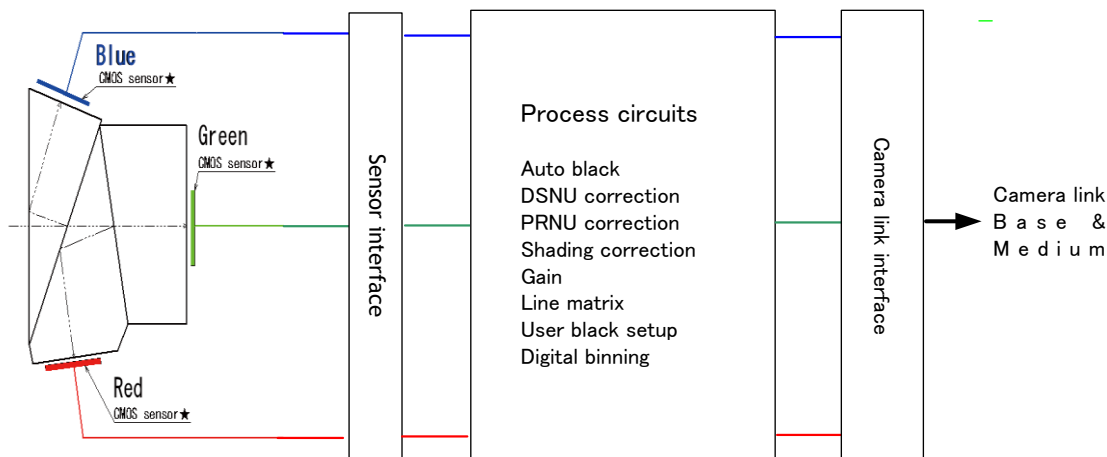 Blue
CMOS sensor★
Green
CMOS sensor★
Red
CMOS sensor★
Sensor interface
Process circuits
Auto black
DSNU correction
PRNU correction
Shading correction
Gain
Line matrix
User black setup
Digital binning
Camera link interface
Camera link
Base &
Medium